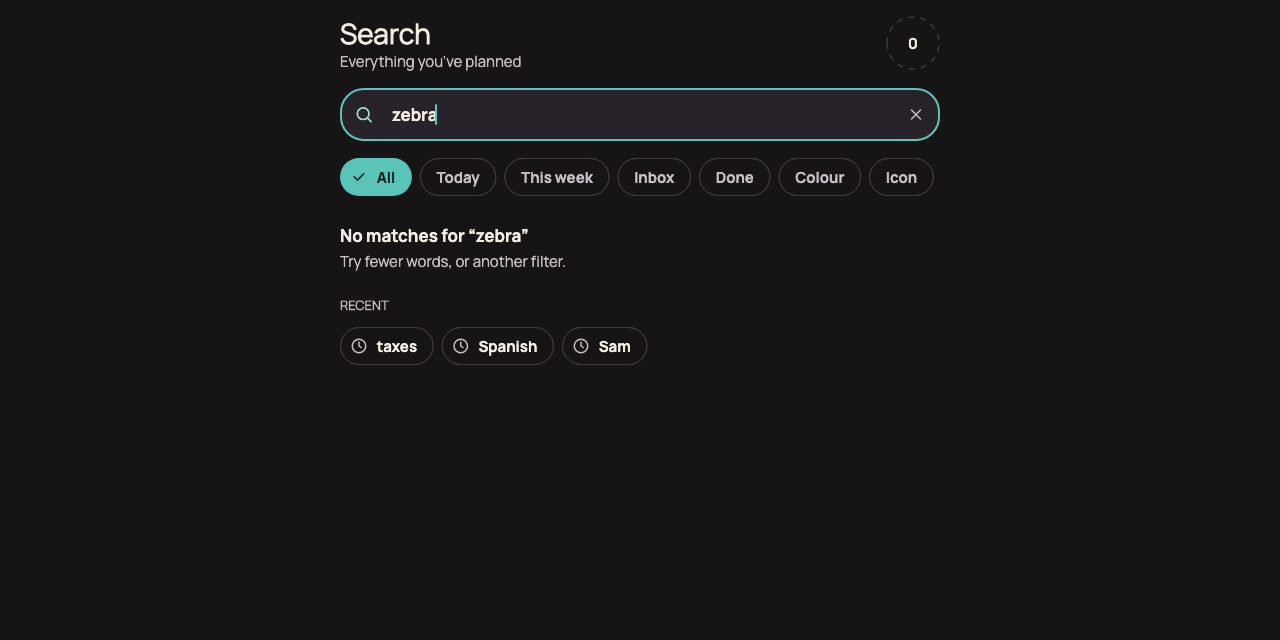 Search
Everything you've planned
0
zebra
All Today This week Inbox Done Colour Icon
No matches for “zebra”
Try fewer words, or another filter.
RECENT
taxes Spanish Sam